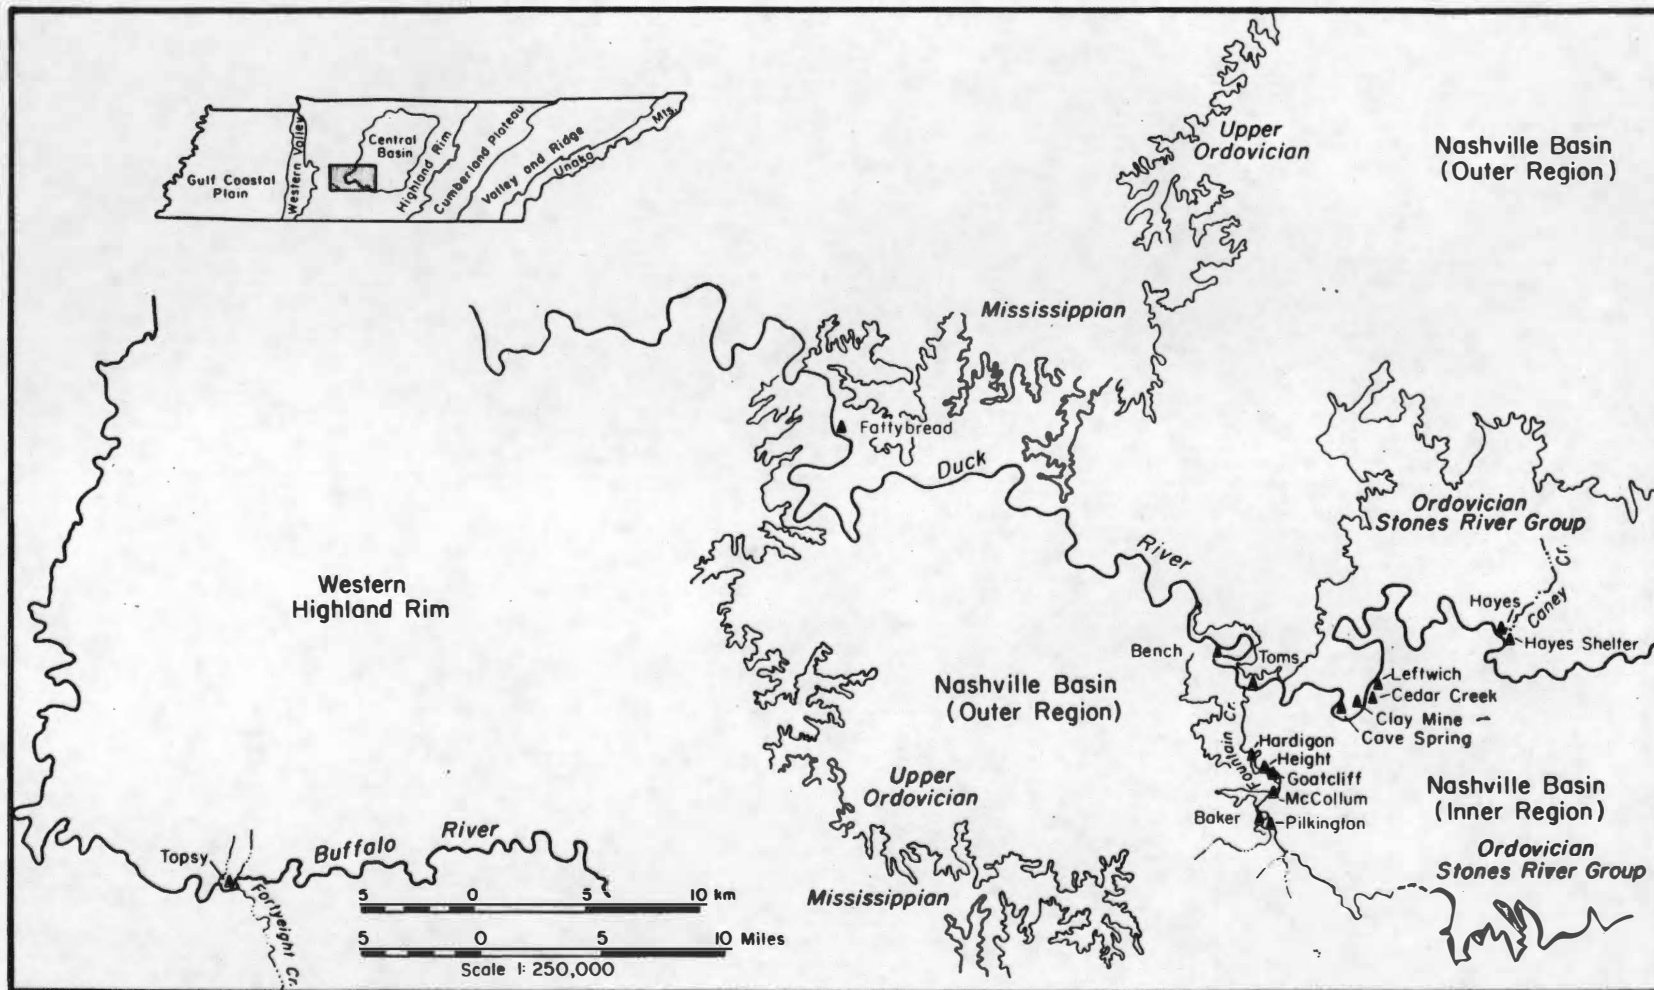 Gulf Coastal
Plain
Western Valley
Central
Basin
Highland Rim
Cumberland Plateau
Valley and Ridge
Unaka
Mts.
Upper
Ordovician
Nashville Basin
(Outer Region)
Mississippian
Fattybread
Duck
River
Ordovician
Stones River Group
Western
Highland Rim
Cr.
Caney
Hayes
Hayes Shelter
Bench
Toms
Leftwich
Cedar Creek
Clay Mine
Cave Spring
Nashville Basin
(Outer Region)
Fountain Cr.
Hardigon
Height
Goatcliff
McCollum
Baker
Pilkington
Nashville Basin
(Inner Region)
Upper
Ordovician
Ordovician
Stones River Group
Mississippian
Topsy
Buffalo
River
Fortyeight Cr.
5 0 5 10 km
5 0 5 10 Miles
Scale 1: 250,000